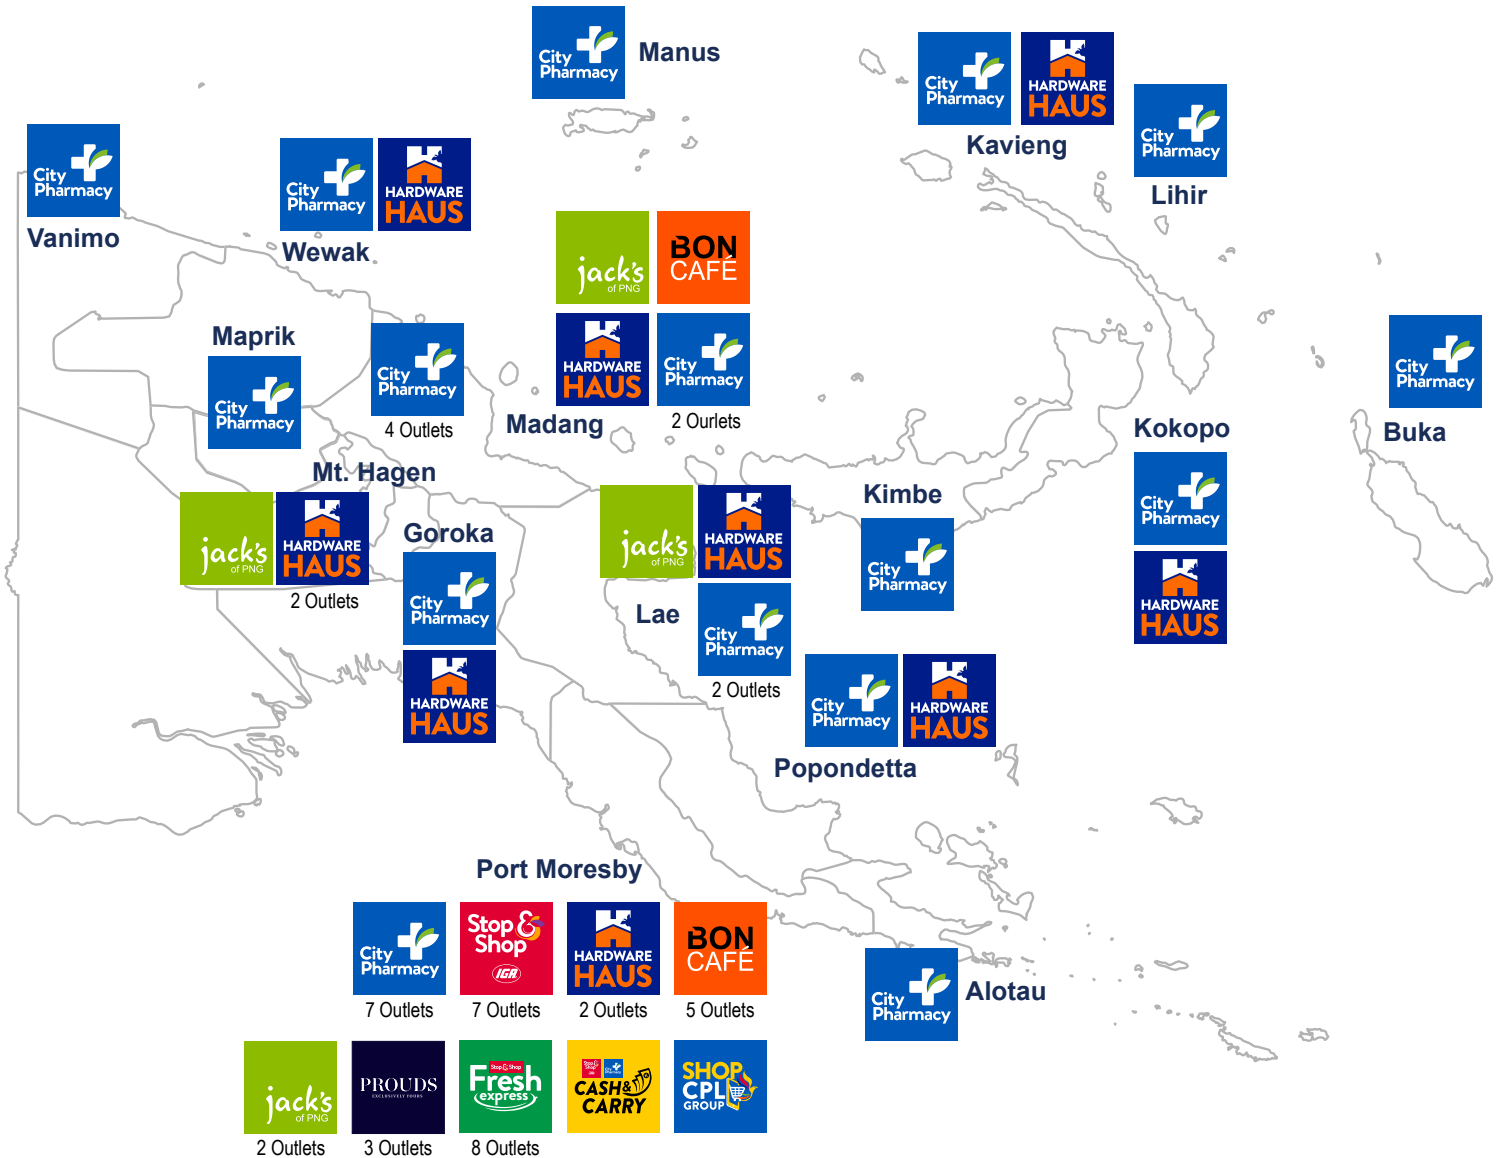 City
Pharmacy
Manus
City
Pharmacy
HARDWARE
HAUS
Kavieng
City
Pharmacy
Lihir
City
Pharmacy
Vanimo
City
Pharmacy
HARDWARE
HAUS
Wewak
jack's
of PNG
BON
CAFÉ
HARDWARE
HAUS
City
Pharmacy
2 Ourlets
Madang
Maprik
City
Pharmacy
City
Pharmacy
4 Outlets
Mt. Hagen
jack's
of PNG
HARDWARE
HAUS
2 Outlets
Goroka
City
Pharmacy
HARDWARE
HAUS
jack's
of PNG
HARDWARE
HAUS
Lae
City
Pharmacy
2 Outlets
Kimbe
City
Pharmacy
Kokopo
City
Pharmacy
HARDWARE
HAUS
City
Pharmacy
Buka
City
Pharmacy
HARDWARE
HAUS
Popondetta
Port Moresby
City
Pharmacy
7 Outlets
Stop &
Shop
IGA
7 Outlets
HARDWARE
HAUS
2 Outlets
BON
CAFÉ
5 Outlets
City
Pharmacy
Alotau
jack's
of PNG
2 Outlets
PROUDS
EXCLUSIVELY YOURS
3 Outlets
Stop & Shop
Fresh
express
8 Outlets
CASH &
CARRY
SHOP
CPL
GROUP